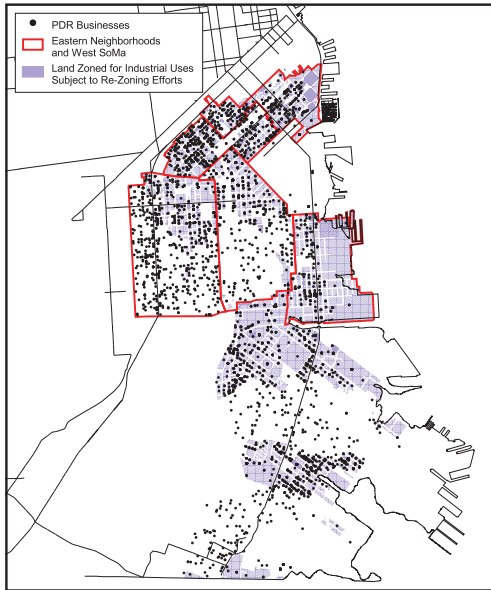 PDR Businesses
Eastern Neighborhoods
and West SoMa
Land Zoned for Industrial Uses
Subject to Re-Zoning Efforts